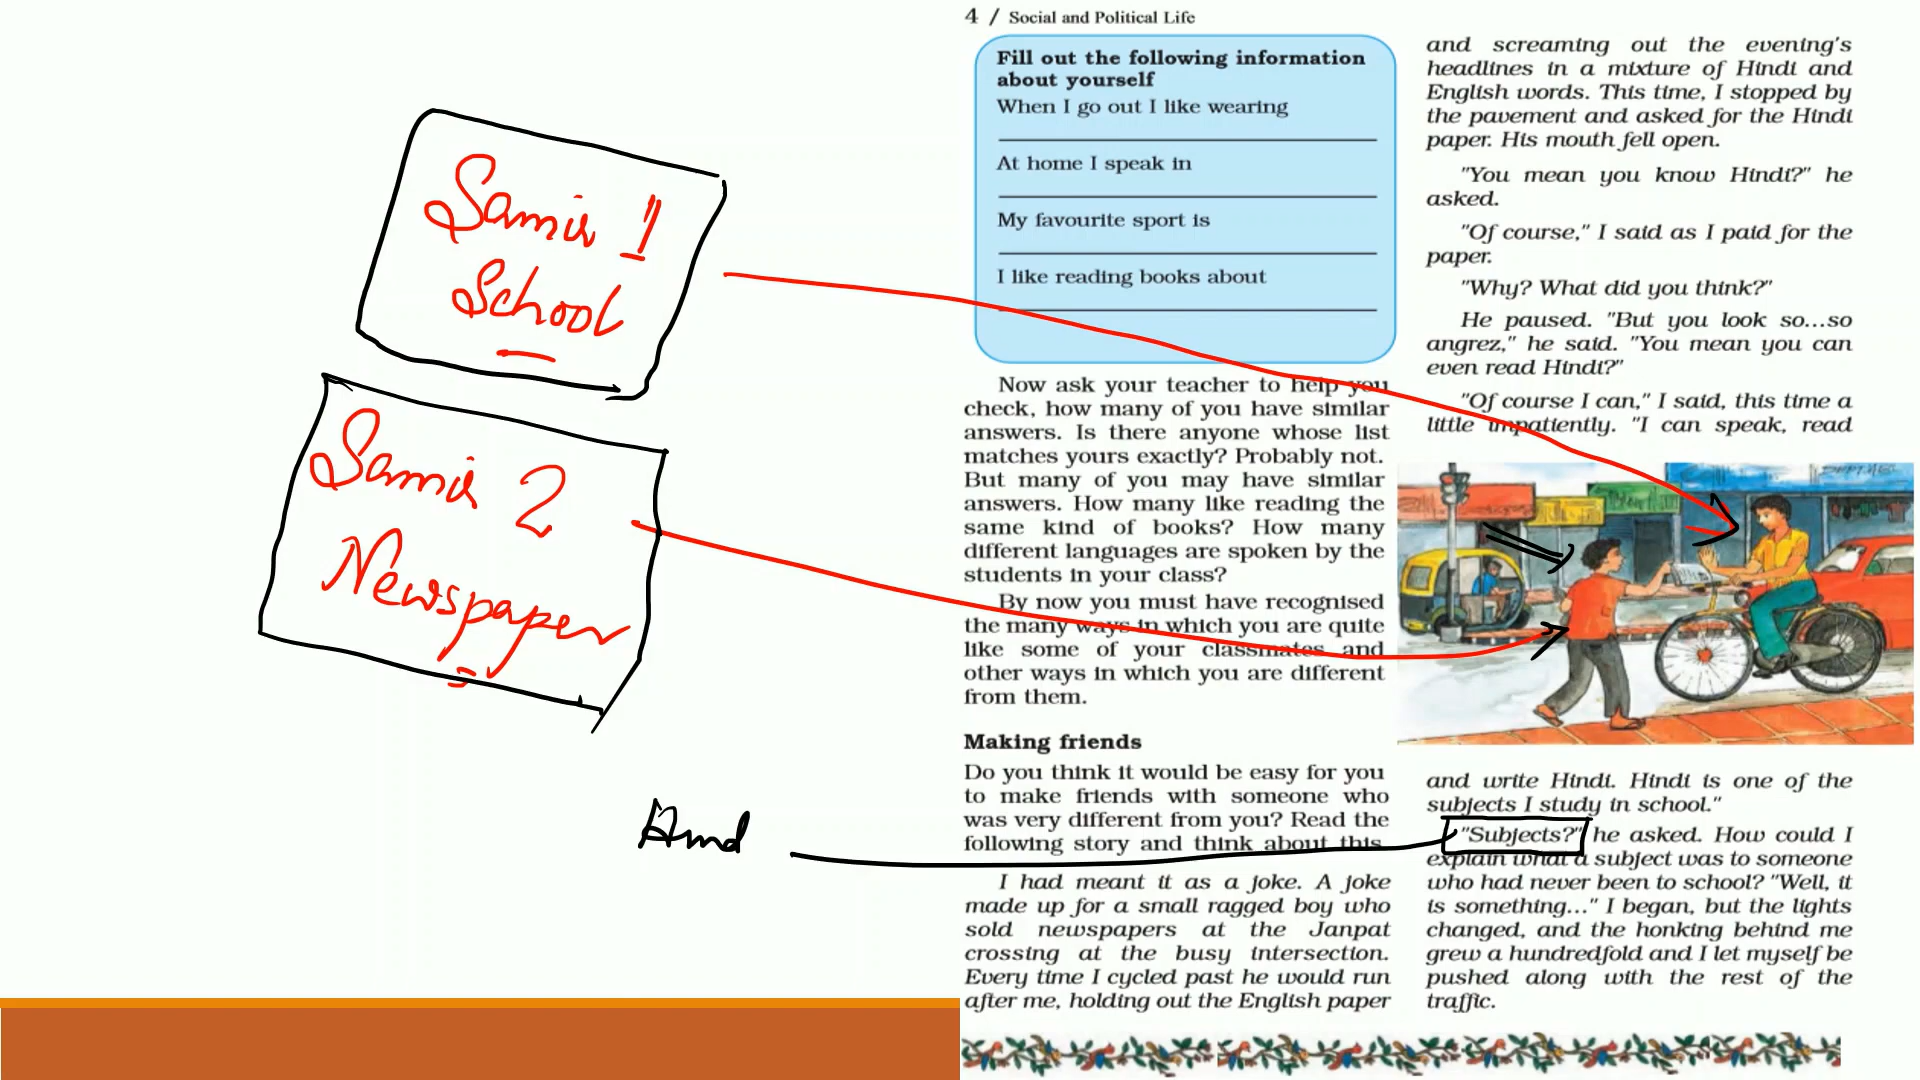 Samir 1
School
Samir 2
Newspaper
4 / Social and Political Life
Fill out the following information
about yourself
When I go out I like wearing
At home I speak in
My favourite sport is
I like reading books about
Now ask your teacher to help you
check, how many of you have similar
answers. Is there anyone whose list
matches yours exactly? Probably not.
But many of you may have similar
answers. How many like reading the
same kind of books? How many
different languages are spoken by the
students in your class?
By now you must have recognised
the many ways in which you are quite
like some of your classmates and
other ways in which you are different
from them.
Making friends
Do you think it would be easy for you
to make friends with someone who
was very different from you? Read the
following story and think about this.
I had meant it as a joke. A joke
made up for a small ragged boy who
sold newspapers at the Janpat
crossing at the busy intersection.
Every time I cycled past he would run
after me, holding out the English paper
and screaming out the evening's
headlines in a mixture of Hindi and
English words. This time, I stopped by
the pavement and asked for the Hindi
paper. His mouth fell open.
"You mean you know Hindi?" he
asked.
"Of course," I said as I paid for the
paper.
"Why? What did you think?"
He paused. "But you look so...so
angrez," he said. "You mean you can
even read Hindi?"
"Of course I can," I said, this time a
little impatiently. "I can speak, read
and write Hindi. Hindi is one of the
subjects I study in school."
"Subjects?" he asked. How could I
explain what a subject was to someone
who had never been to school? "Well, it
is something..." I began, but the lights
changed, and the honking behind me
grew a hundredfold and I let myself be
pushed along with the rest of the
traffic.